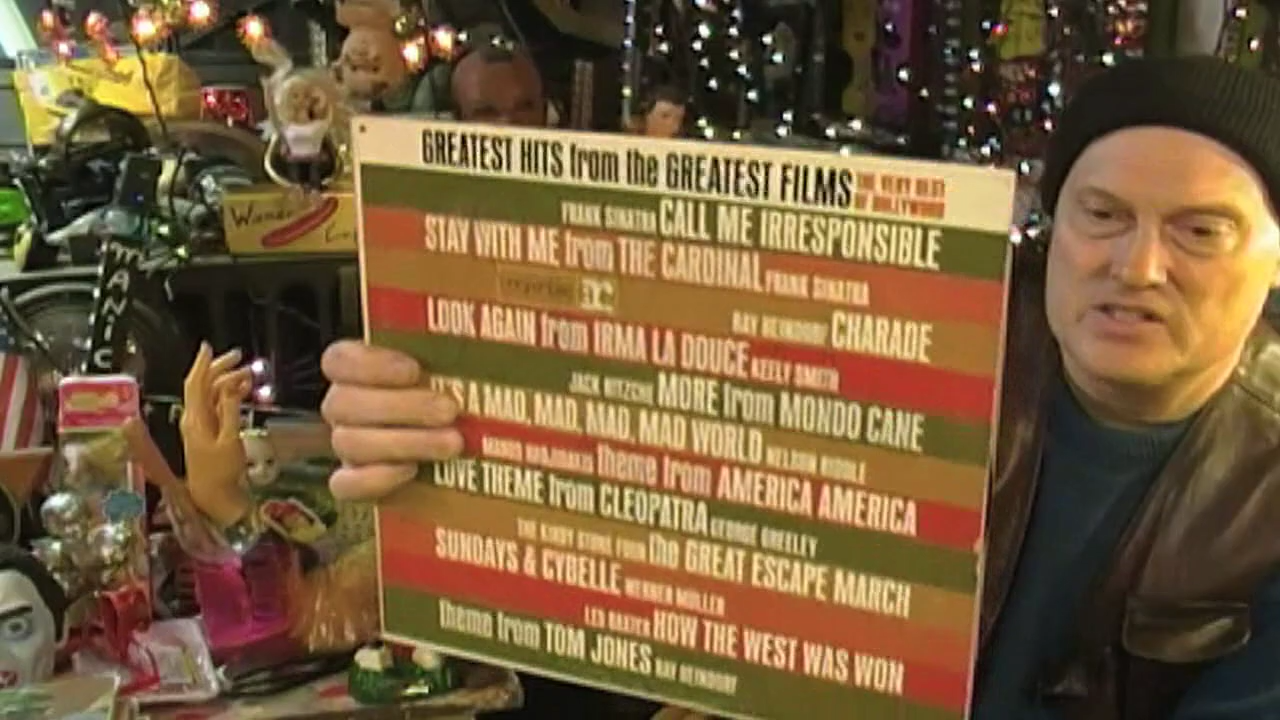 GREATEST HITS from the GREATEST FILMS THE VERY BEST OF HOLLYWOOD
FRANK SINATRA CALL ME IRRESPONSIBLE
STAY WITH ME from THE CARDINAL FRANK SINATRA
reprise
RAY HEINDORF CHARADE
LOOK AGAIN from IRMA LA DOUCE KEELY SMITH
JACK NITZCHE MORE from MONDO CANE
IT'S A MAD, MAD, MAD, MAD WORLD NELSON RIDDLE
theme from AMERICA AMERICA
LOVE THEME from CLEOPATRA GEORGE GREELEY
THE KIRBY STONE FOUR the GREAT ESCAPE MARCH
SUNDAYS & CYBELLE WERNER MULLER
LES BAXTER HOW THE WEST WAS WON
theme from TOM JONES RAY HEINDORF
MANIC